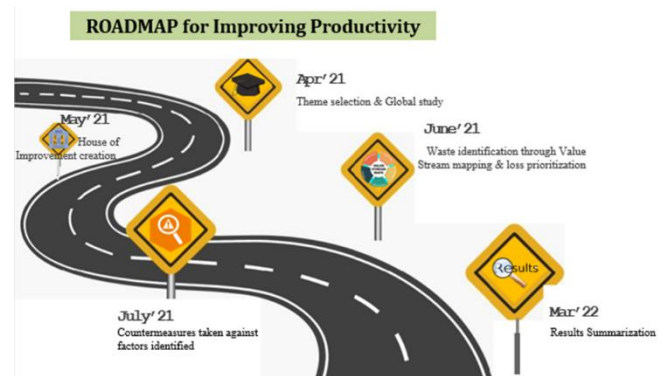 ROADMAP for Improving Productivity
Apr'21
Theme selection & Global study
May'21
House of
Improvement creation
June'21
Waste identification through Value
Stream mapping & loss prioritization
July'21
Countermeasures taken against
factors identified
Results
Mar'22
Results Summarization